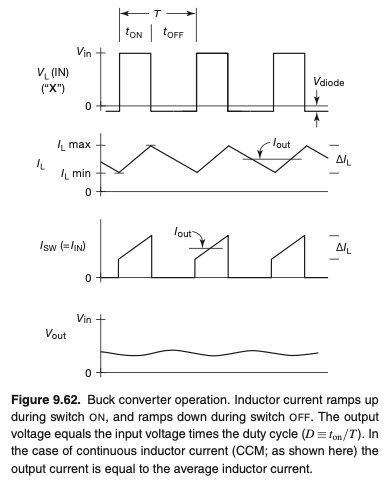 T
tON tOFF
Vin
VL (IN)
("X")
0
Vdiode
IL max
IL
IL min
0
Iout
ΔIL
ISW (=IIN)
Iout
0
ΔIL
Vin
Vout
0
Figure 9.62. Buck converter operation. Inductor current ramps up
during switch ON, and ramps down during switch OFF. The output
voltage equals the input voltage times the duty cycle (D ≡ ton/T). In
the case of continuous inductor current (CCM; as shown here) the
output current is equal to the average inductor current.